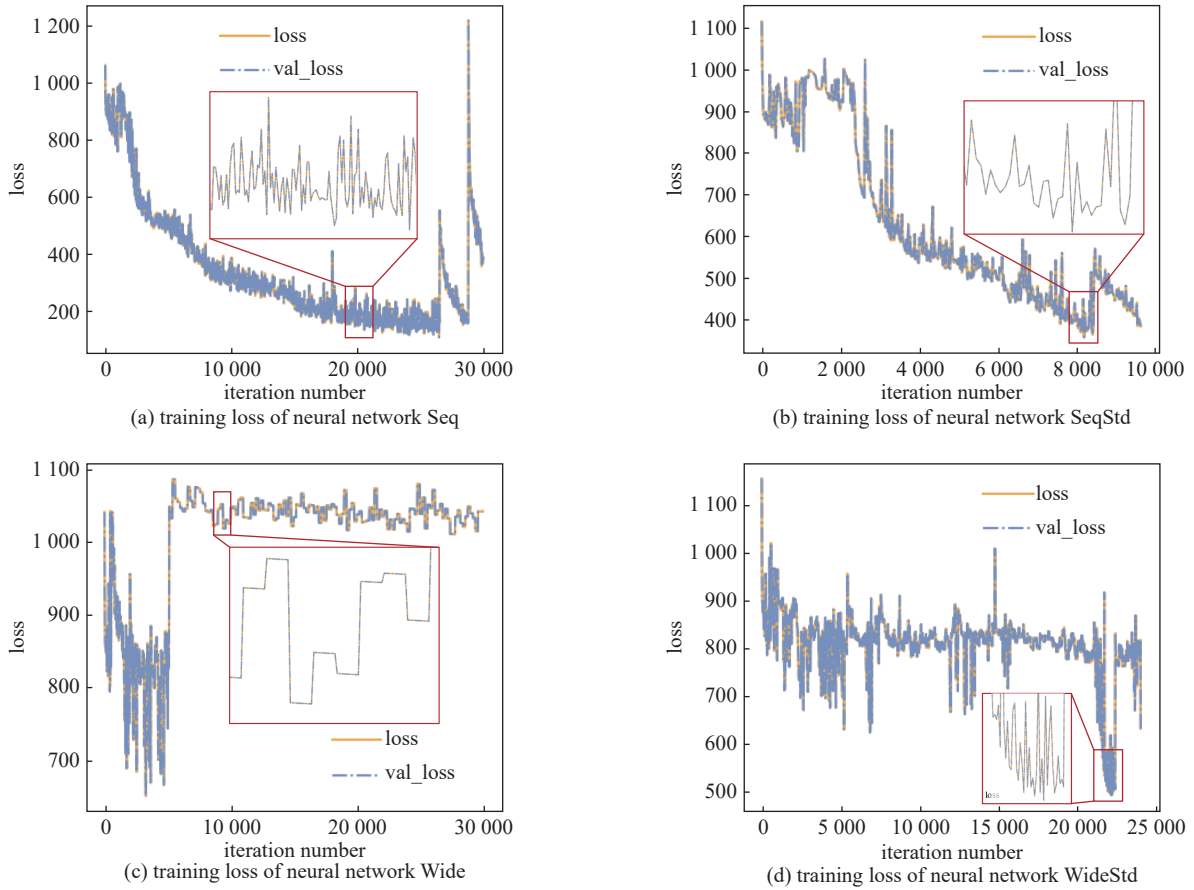 1 200
1 000
800
600
400
200
loss
loss
val_loss
0
10 000
20 000
30 000
iteration number
(a) training loss of neural network Seq
1 100
1 000
900
800
700
600
500
400
loss
loss
val_loss
0
2 000
4 000
6 000
8 000
10 000
iteration number
(b) training loss of neural network SeqStd
1 100
1 000
900
800
700
loss
loss
val_loss
0
10 000
20 000
30 000
iteration number
(c) training loss of neural network Wide
1 100
1 000
900
800
700
600
500
loss
loss
val_loss
loss
0
5 000
10 000
15 000
20 000
25 000
iteration number
(d) training loss of neural network WideStd